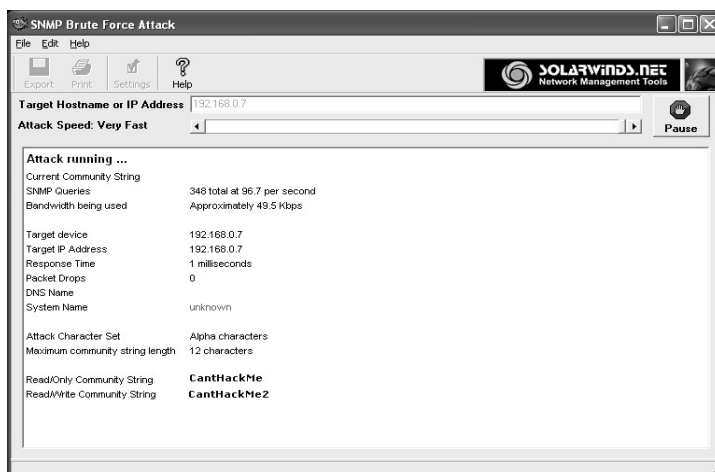 SNMP Brute Force Attack
File Edit Help
Export Print Settings Help
SOLARWINDS.NET
Network Management Tools
Target Hostname or IP Address 192.168.0.7
Attack Speed: Very Fast
Pause
Attack running ...
Current Community String
SNMP Queries 348 total at 96.7 per second
Bandwidth being used Approximately 49.5 Kbps
Target device 192.168.0.7
Target IP Address 192.168.0.7
Response Time 1 milliseconds
Packet Drops 0
DNS Name
System Name unknown
Attack Character Set Alpha characters
Maximum community string length 12 characters
Read/Only Community String CantHackMe
Read/Write Community String CantHackMe2